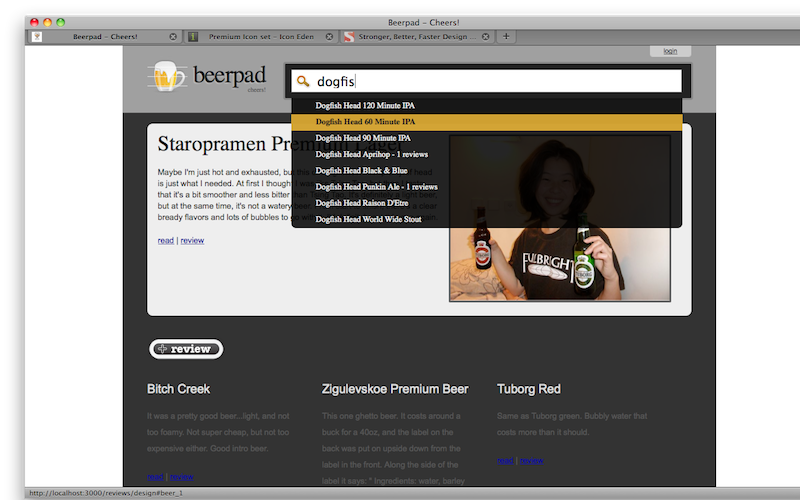 Beerpad – Cheers!
Beerpad – Cheers!
Premium Icon set – Icon Eden
Stronger, Better, Faster Design ...
login
beerpad
cheers!
dogfis
Dogfish Head 120 Minute IPA
Dogfish Head 60 Minute IPA
Dogfish Head 90 Minute IPA
Dogfish Head Aprihop - 1 reviews
Dogfish Head Black & Blue
Dogfish Head Punkin Ale - 1 reviews
Dogfish Head Raison D'Etre
Dogfish Head World Wide Stout
Staropramen Premium Lager
Maybe I'm just hot and exhausted, but this
is just what I needed. At first I thought
that it's a bit smoother and less bitter
but at the same time, it's not a watery
bready flavors and lots of bubbles to go
read | review
FULBRIGHT
TUBORG
review
Bitch Creek
It was a pretty good beer...light, and not
too foamy. Not super cheap, but not too
expensive either. Good intro beer.
read | review
Zigulevskoe Premium Beer
This one ghetto beer. It costs around a
buck for a 40oz, and the label on the
back was put on upside down from the
label in the front. Along the side of the
label it says: " Ingredients: water, barley
Tuborg Red
Same as Tuborg green. Bubbly water that
costs more than it should.
read | review
http://localhost:3000/reviews/design#beer_1